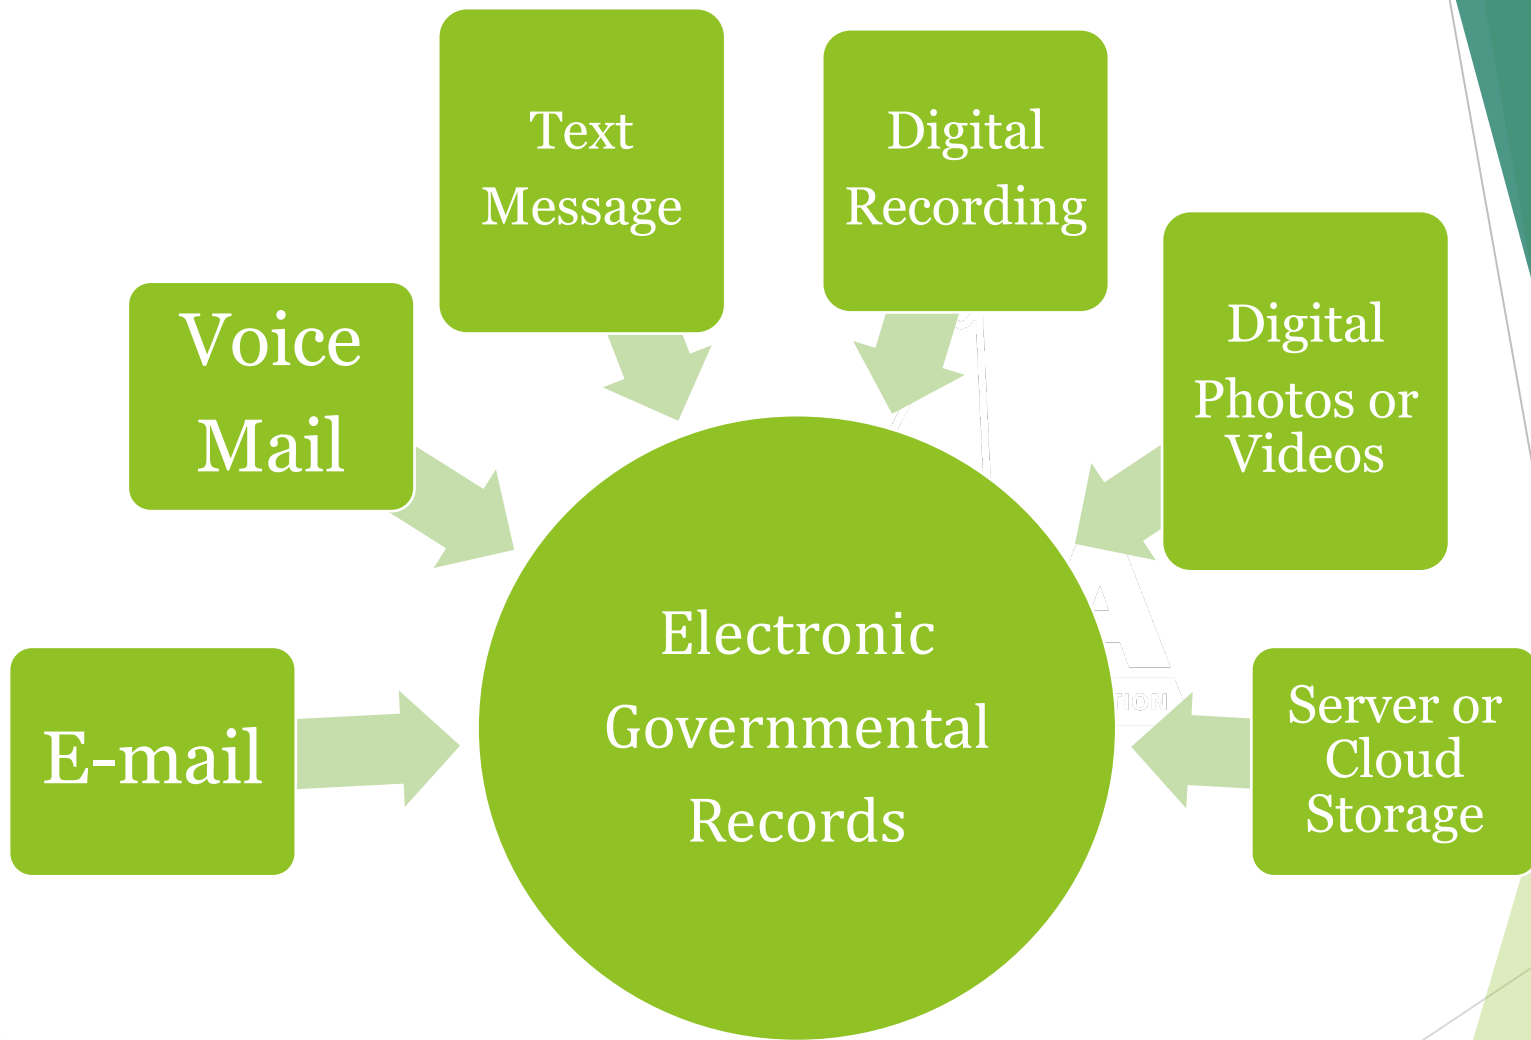 Text
Message
Digital
Recording
Voice
Mail
Digital
Photos or
Videos
E-mail
Electronic
Governmental
Records
Server or
Cloud
Storage